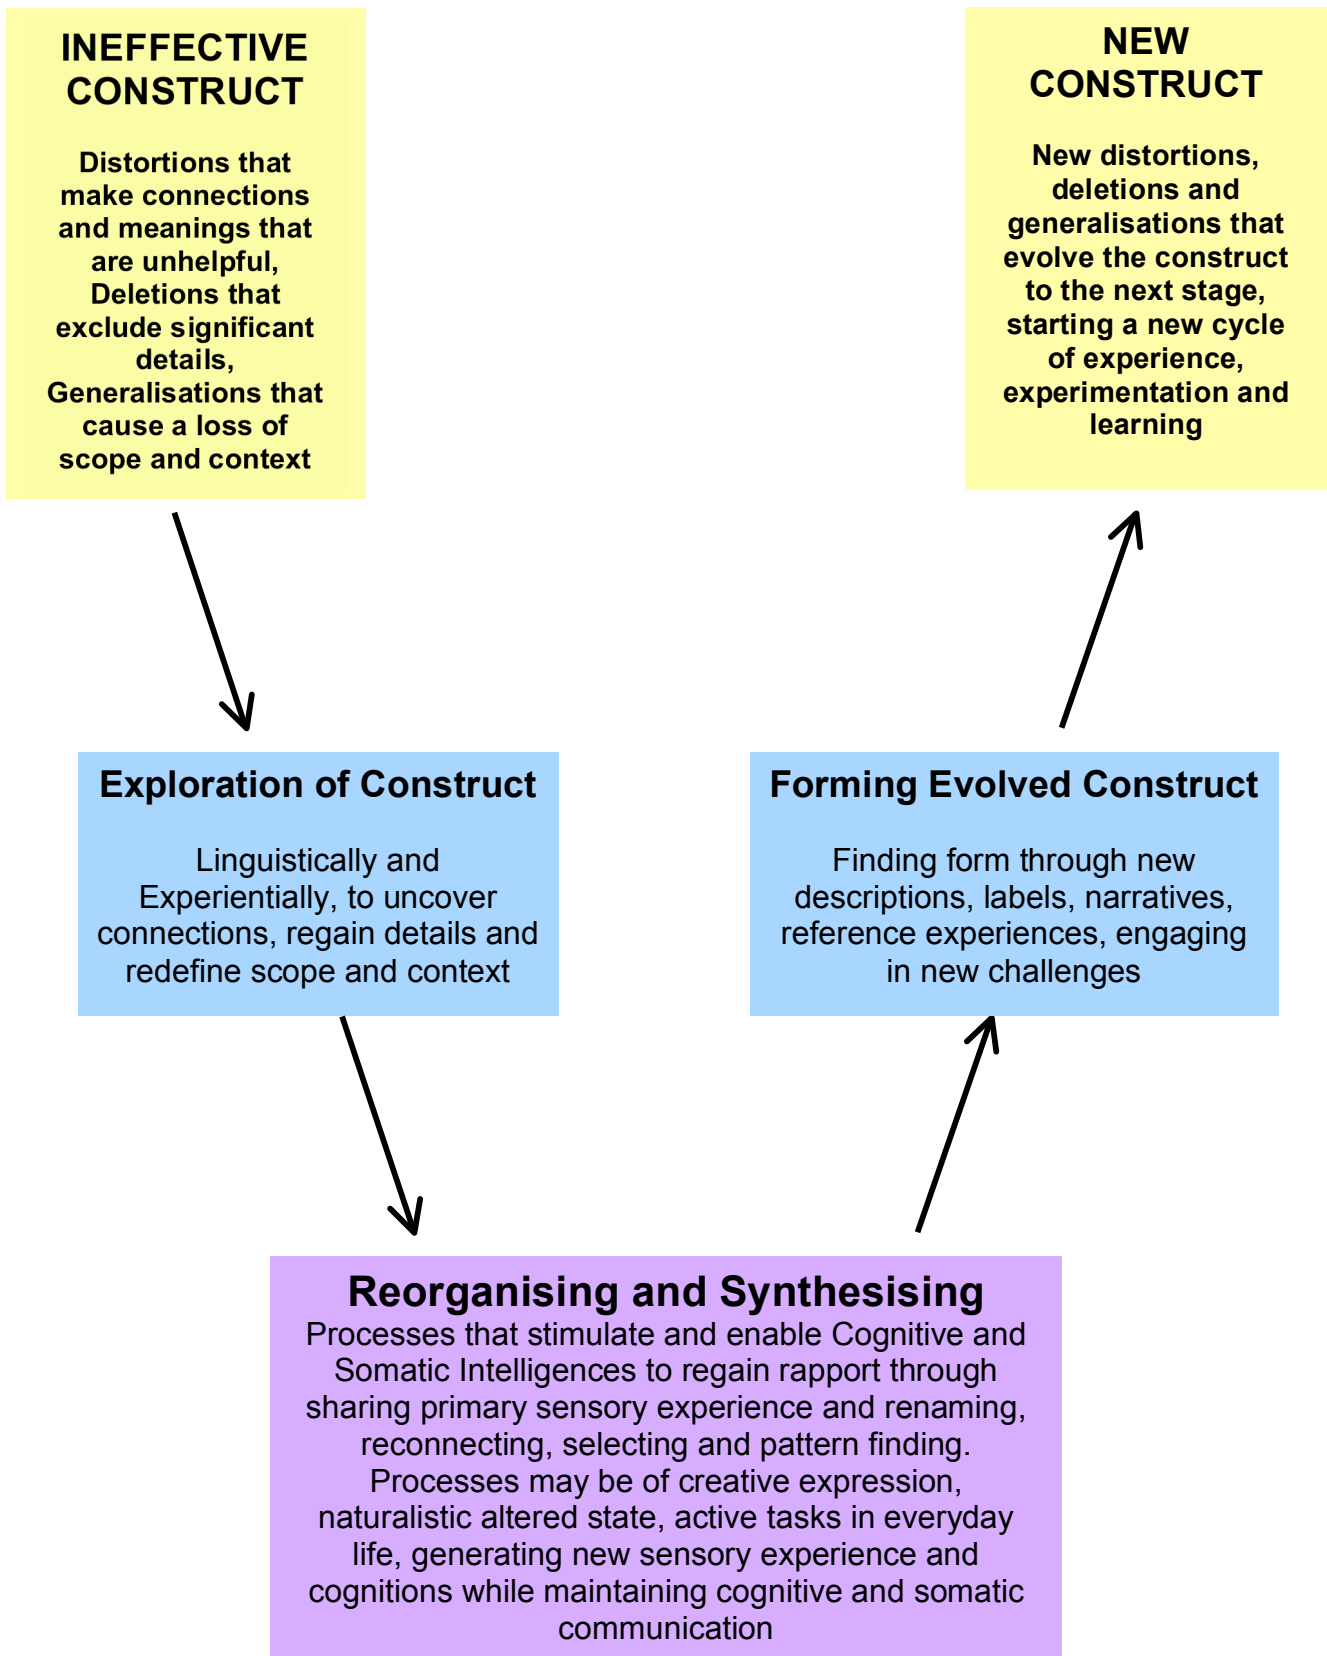 INEFFECTIVE
CONSTRUCT
Distortions that
make connections
and meanings that
are unhelpful,
Deletions that
exclude significant
details,
Generalisations that
cause a loss of
scope and context
NEW
CONSTRUCT
New distortions,
deletions and
generalisations that
evolve the construct
to the next stage,
starting a new cycle
of experience,
experimentation and
learning
Exploration of Construct
Linguistically and
Experientially, to uncover
connections, regain details and
redefine scope and context
Forming Evolved Construct
Finding form through new
descriptions, labels, narratives,
reference experiences, engaging
in new challenges
Reorganising and Synthesising
Processes that stimulate and enable Cognitive and
Somatic Intelligences to regain rapport through
sharing primary sensory experience and renaming,
reconnecting, selecting and pattern finding.
Processes may be of creative expression,
naturalistic altered state, active tasks in everyday
life, generating new sensory experience and
cognitions while maintaining cognitive and somatic
communication